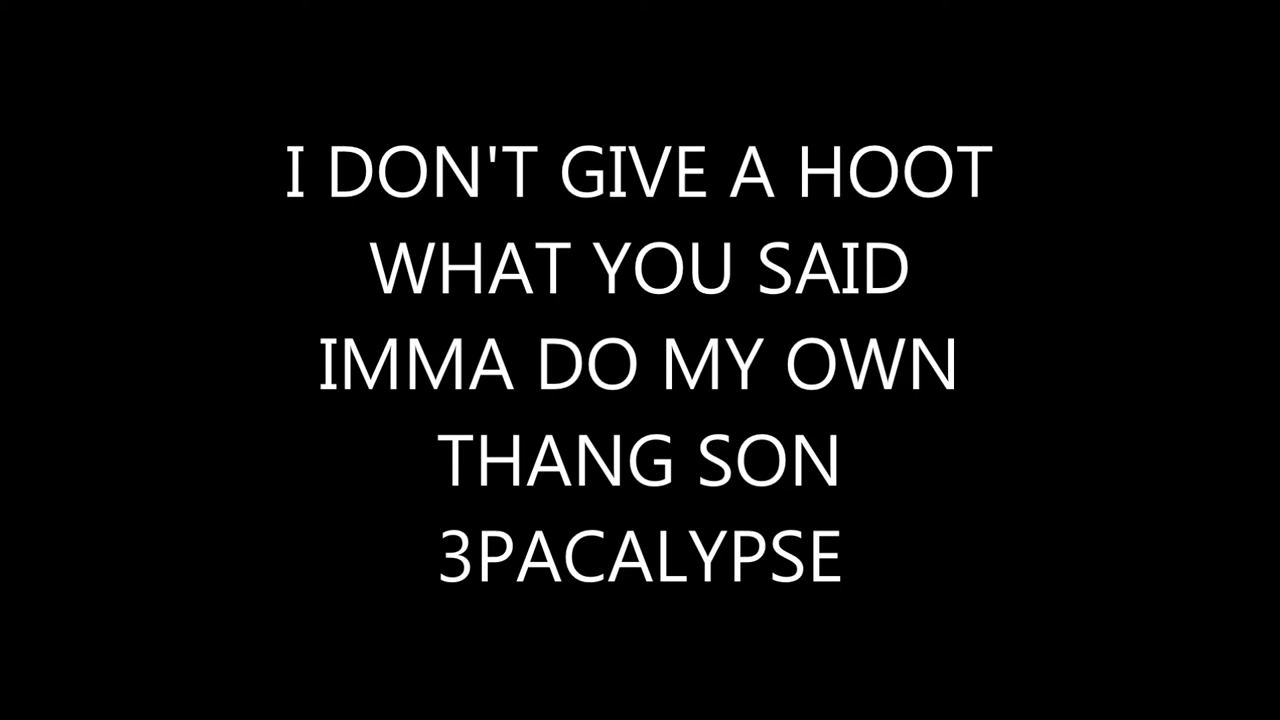 I DON'T GIVE A HOOT
WHAT YOU SAID
IMMA DO MY OWN
THANG SON
3PACALYPSE